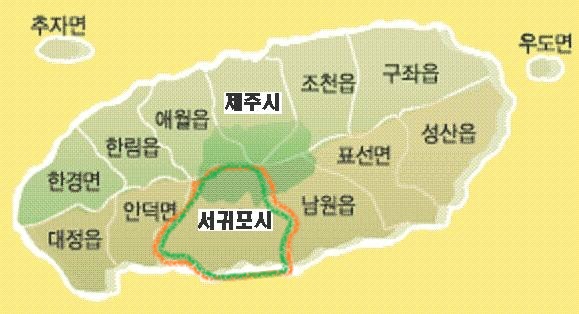 추자면
우도면
제주시
조천읍
구좌읍
애월읍
성산읍
한림읍
표선면
한경면
안덕면
서귀포시
남원읍
대정읍